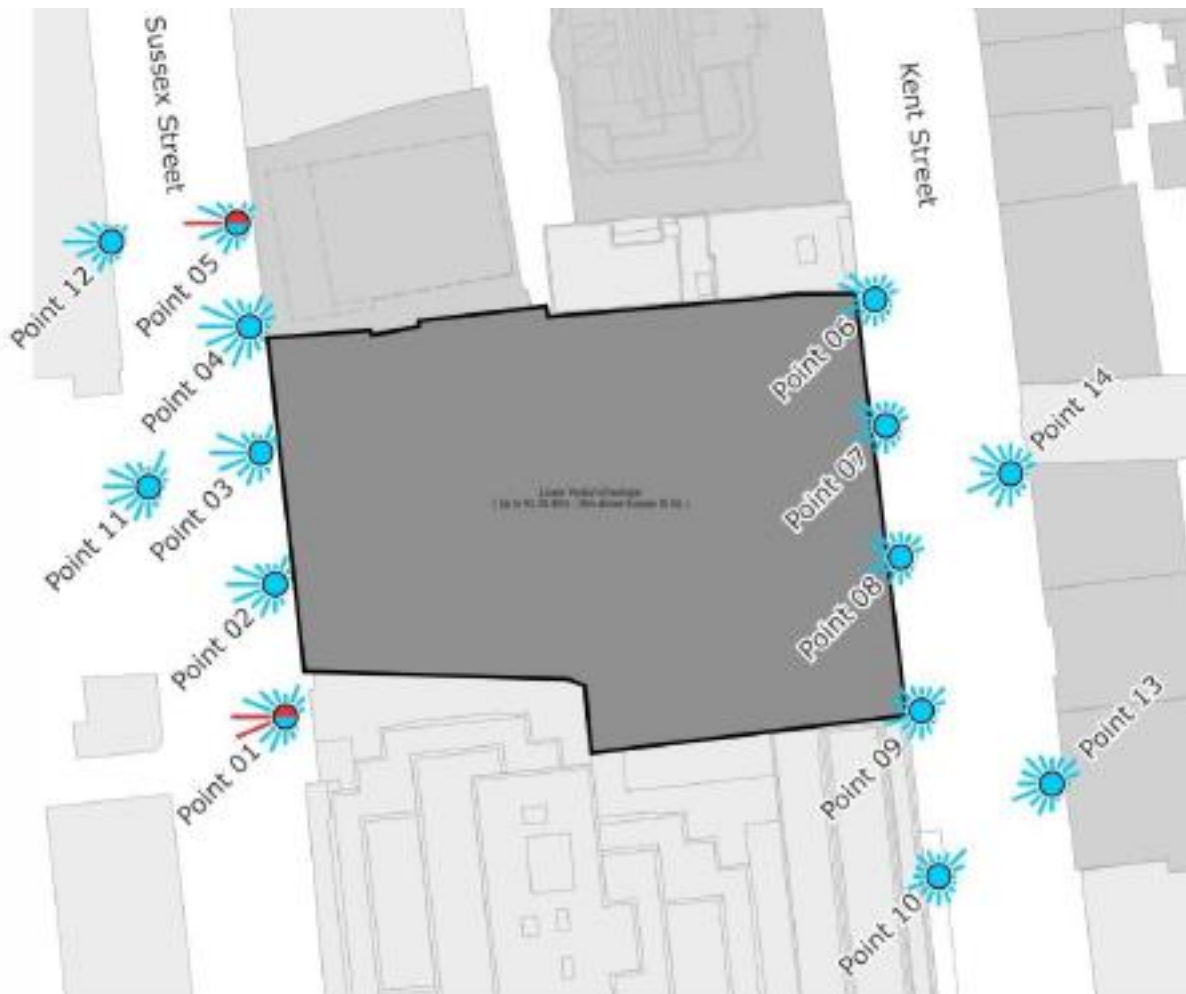 Sussex Street
Kent Street
Point 12
Point 05
Point 04
Point 06
Point 14
Point 03
Point 07
Point 11
Point 02
Point 08
Point 01
Point 09
Point 13
Point 10